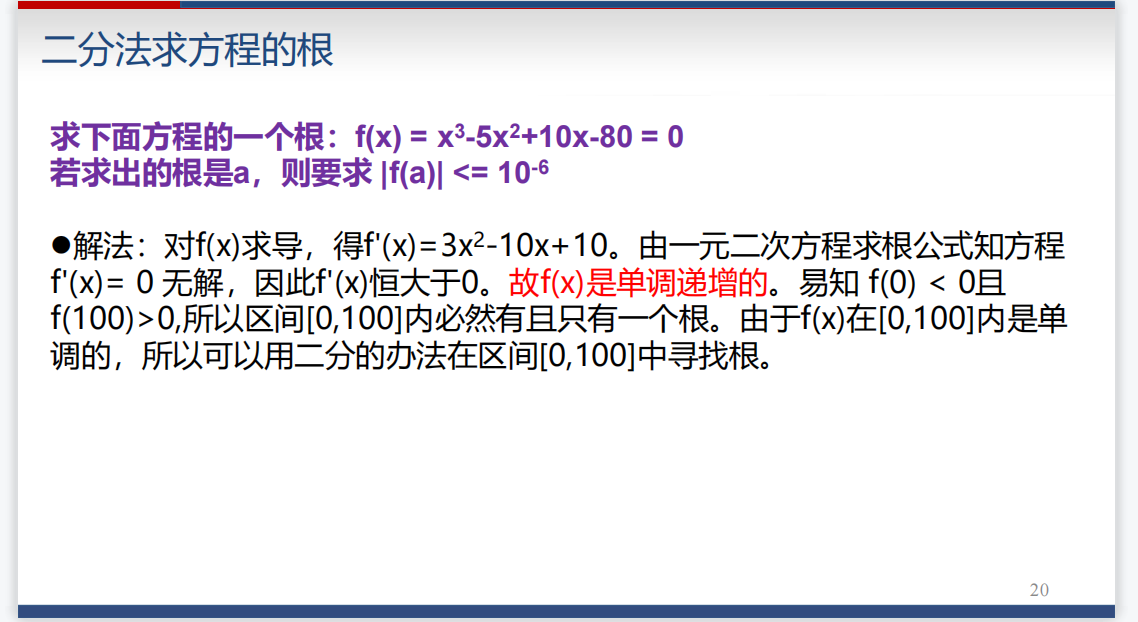 二分法求方程的根
求下面方程的一个根：f(x) = x³-5x²+10x-80 = 0
若求出的根是a，则要求 |f(a)| <= 10⁻⁶
●解法：对f(x)求导，得f'(x)=3x²-10x+10。由一元二次方程求根公式知方程
f'(x)= 0 无解，因此f'(x)恒大于0。故f(x)是单调递增的。易知 f(0) < 0且
f(100)>0,所以区间[0,100]内必然有且只有一个根。由于f(x)在[0,100]内是单
调的，所以可以用二分的办法在区间[0,100]中寻找根。
20